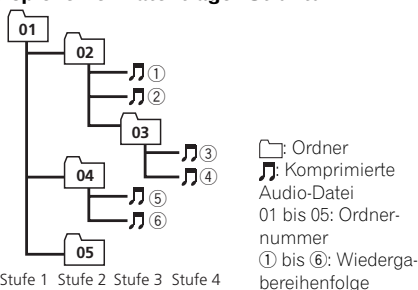 01
02
①
②
03
③
④
04
⑤
⑥
05
Stufe 1 Stufe 2 Stufe 3 Stufe 4
: Ordner
: Komprimierte
Audio-Datei
01 bis 05: Ordner-
nummer
① bis ⑥: Wiederga-
bereihenfolge